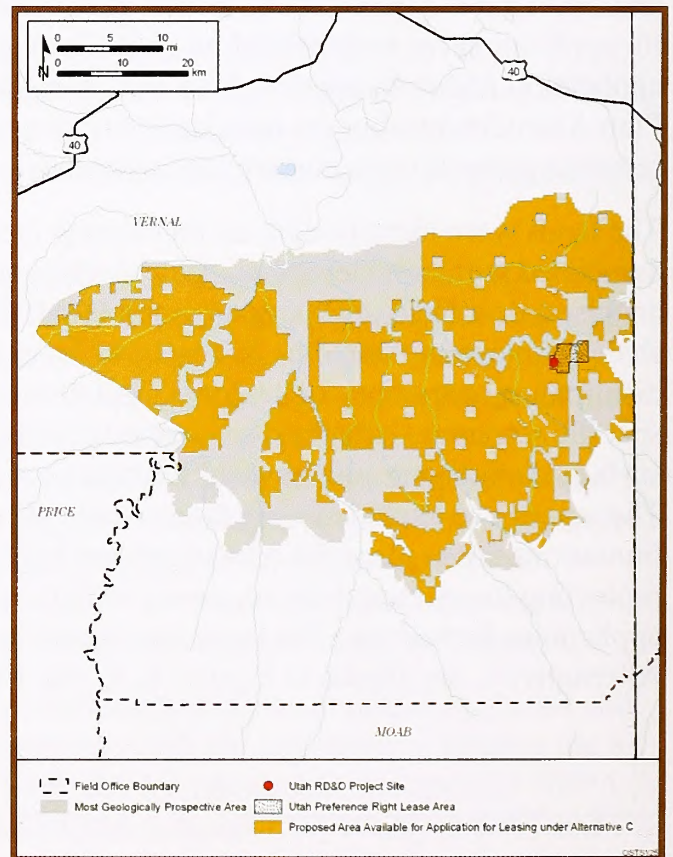 0 5 10
mi
0 10 20
km
N
40
40
VERNAL
PRICE
MOAB
Field Office Boundary
Utah RD&D Project Site
Most Geologically Prospective Area
Utah Preference Right Lease Area
Proposed Area Available for Application for Leasing under Alternative C